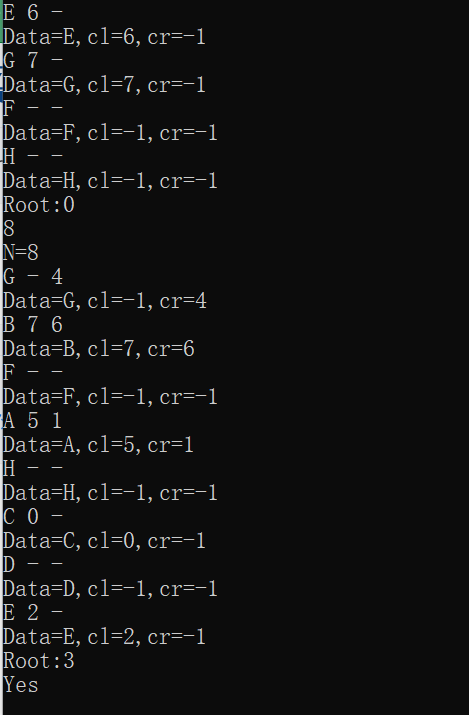 E 6 -
Data=E,cl=6,cr=-1
G 7 -
Data=G,cl=7,cr=-1
F - -
Data=F,cl=-1,cr=-1
H - -
Data=H,cl=-1,cr=-1
Root:0
8
N=8
G - 4
Data=G,cl=-1,cr=4
B 7 6
Data=B,cl=7,cr=6
F - -
Data=F,cl=-1,cr=-1
A 5 1
Data=A,cl=5,cr=1
H - -
Data=H,cl=-1,cr=-1
C 0 -
Data=C,cl=0,cr=-1
D - -
Data=D,cl=-1,cr=-1
E 2 -
Data=E,cl=2,cr=-1
Root:3
Yes